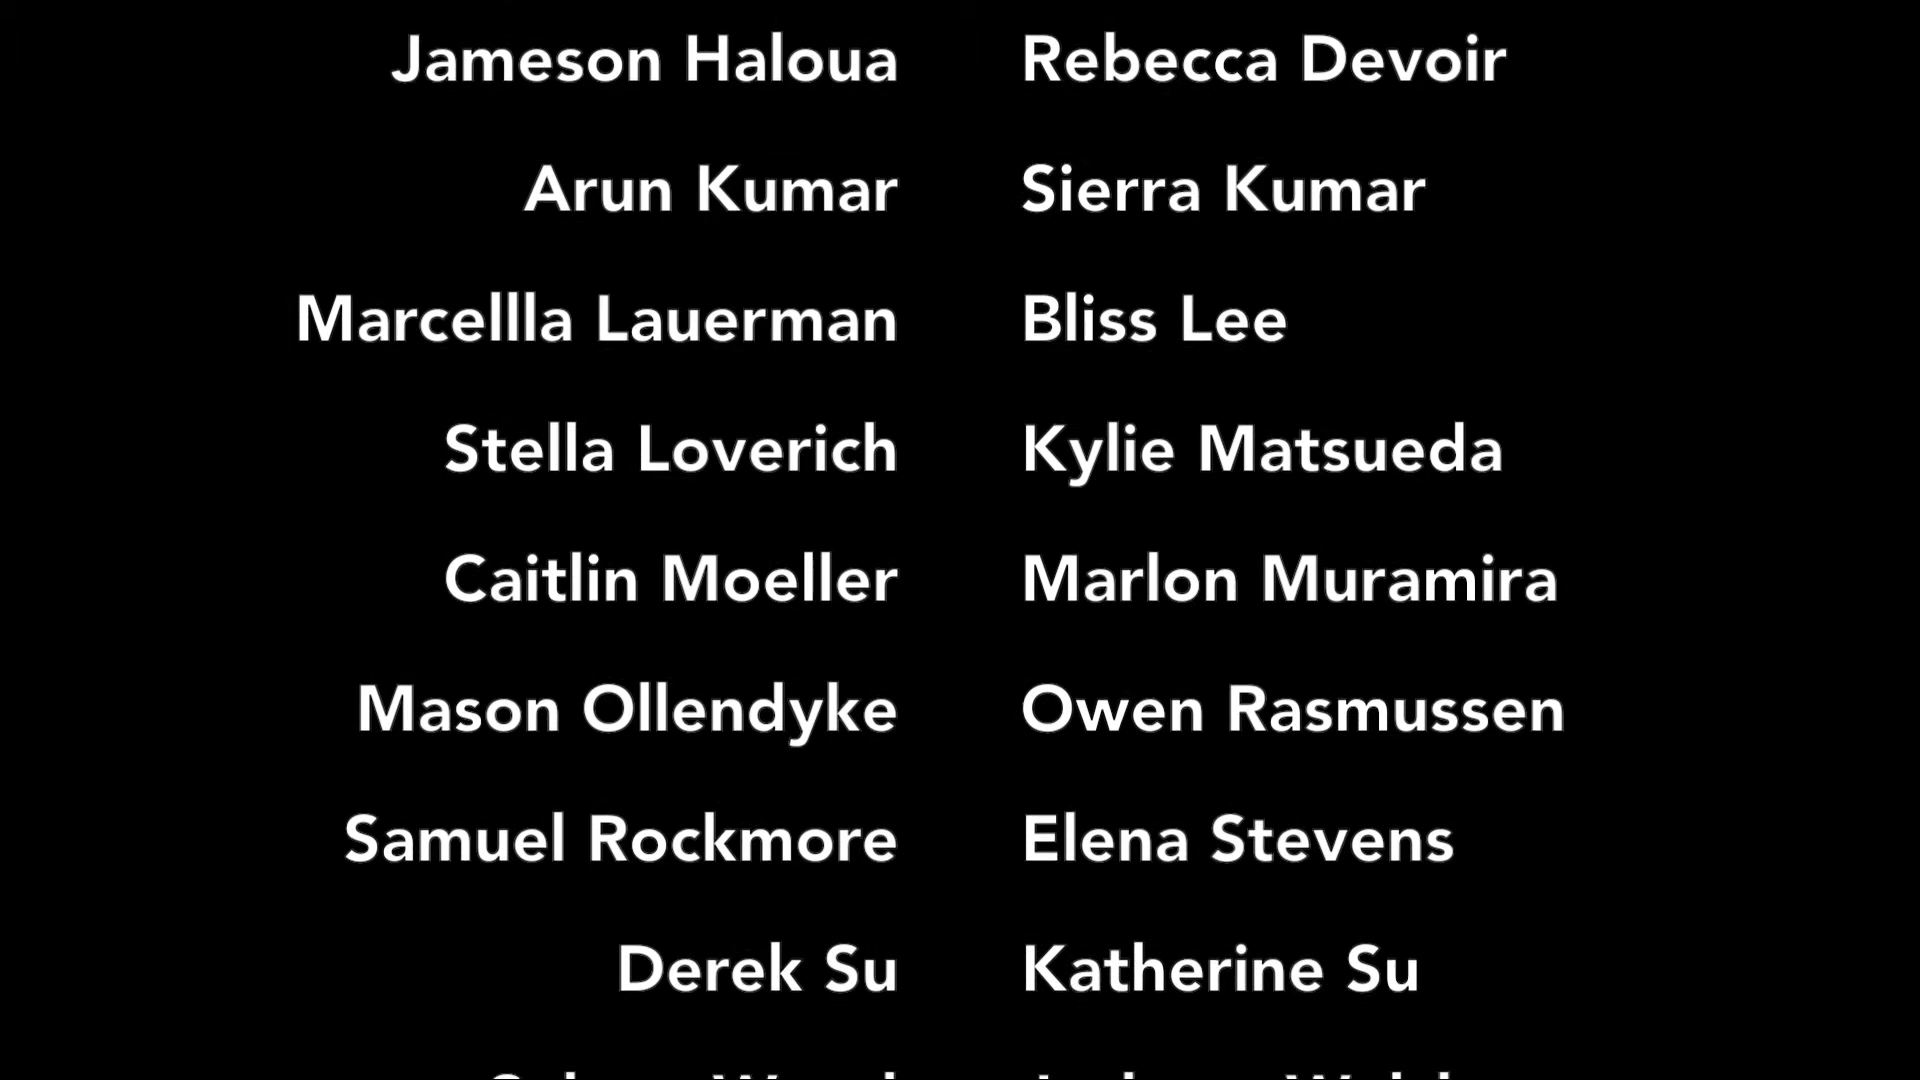 Jameson Haloua Rebecca Devoir
Arun Kumar Sierra Kumar
Marcellla Lauerman Bliss Lee
Stella Loverich Kylie Matsueda
Caitlin Moeller Marlon Muramira
Mason Ollendyke Owen Rasmussen
Samuel Rockmore Elena Stevens
Derek Su Katherine Su